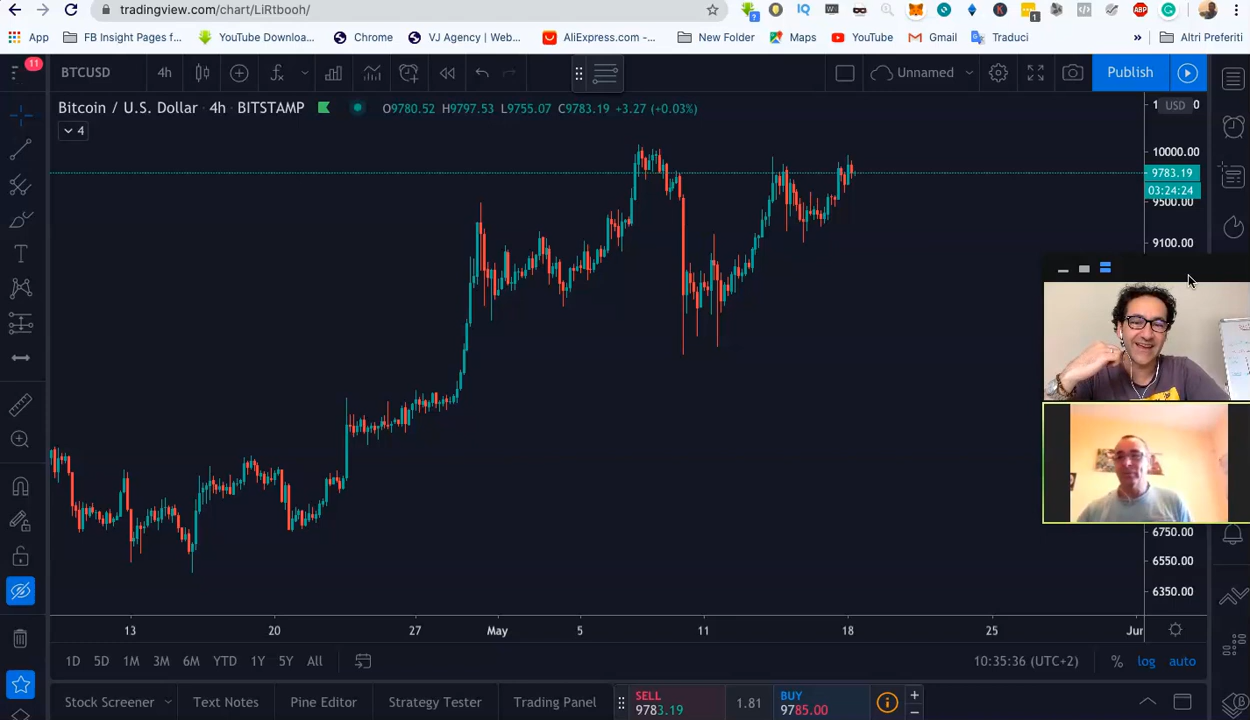 tradingview.com/chart/LiRtbooh/
App
FB Insight Pages f...
YouTube Downloa...
Chrome
VJ Agency | Web...
AliExpress.com -...
New Folder
Maps
YouTube
Gmail
Traduci
»
Altri Preferiti
11
BTCUSD
4h
Unnamed
Publish
Bitcoin / U.S. Dollar · 4h · BITSTAMP
O9780.52 H9797.53 L9755.07 C9783.19 +3.27 (+0.03%)
4
USD
10000.00
9783.19
03:24:24
9500.00
9100.00
6750.00
6550.00
6350.00
13 20 27 May 5 11 18 25 Jun
1D 5D 1M 3M 6M YTD 1Y 5Y All
10:35:36 (UTC+2)
% log auto
Stock Screener
Text Notes
Pine Editor
Strategy Tester
Trading Panel
SELL
9783.19
1.81
BUY
9785.00